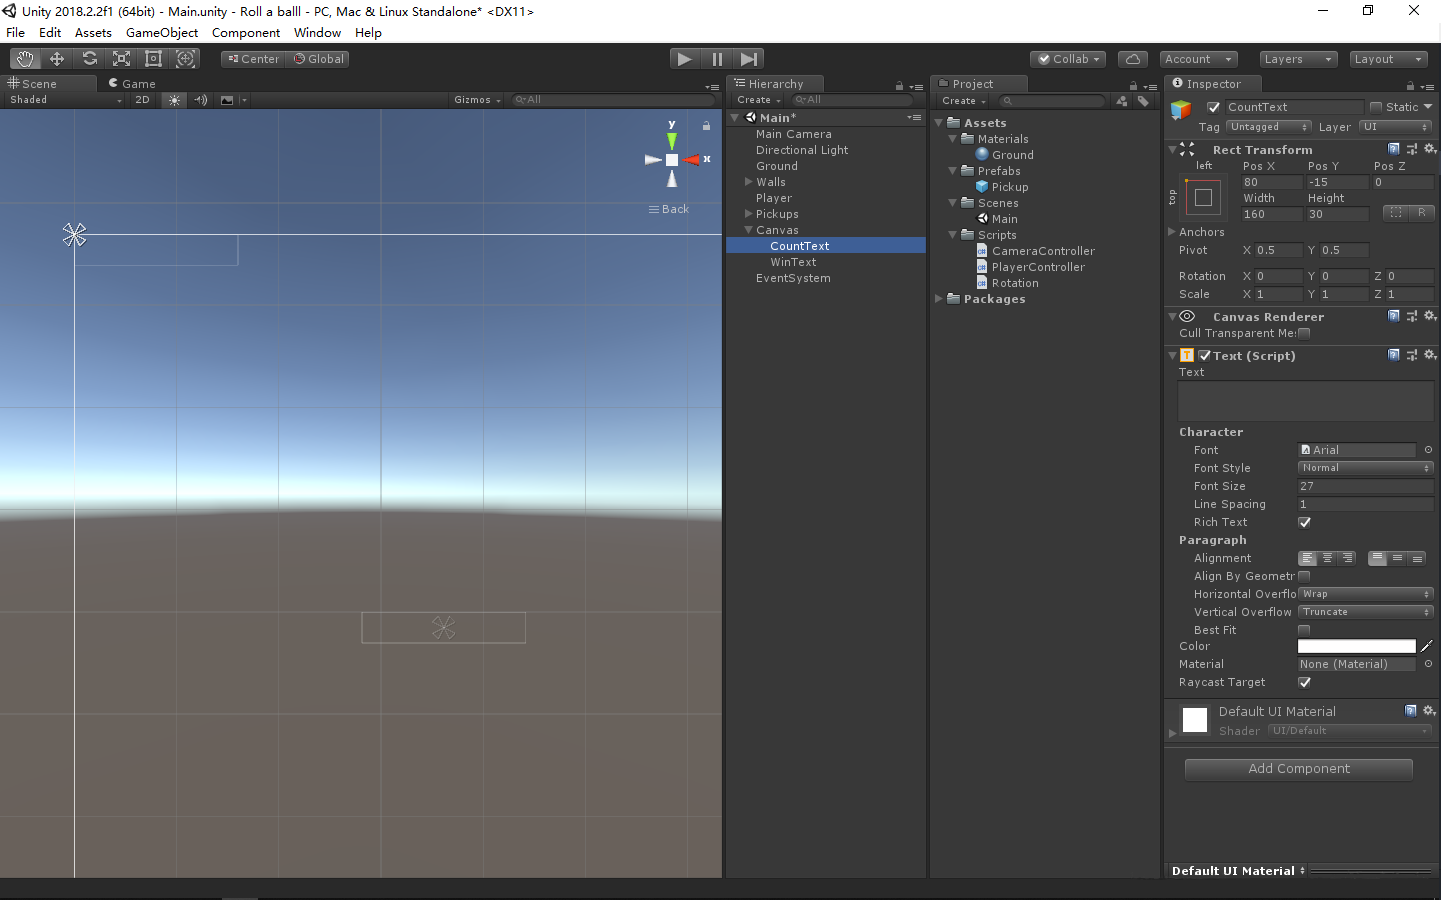 Unity 2018.2.2f1 (64bit) - Main.unity - Roll a balll - PC, Mac & Linux Standalone* <DX11>
File Edit Assets GameObject Component Window Help
Center Global Collab Account Layers Layout
Scene Game
Shaded 2D Gizmos All
y
x
Back
Hierarchy
Create All
Main*
Main Camera
Directional Light
Ground
Walls
Player
Pickups
Canvas
CountText
WinText
EventSystem
Project
Create
Assets
Materials
Ground
Prefabs
Pickup
Scenes
Main
Scripts
CameraController
PlayerController
Rotation
Packages
Inspector
CountText Static
Tag Untagged Layer UI
Rect Transform
left Pos X Pos Y Pos Z
top 80 -15 0
Width Height
160 30 R
Anchors
Pivot X 0.5 Y 0.5
Rotation X 0 Y 0 Z 0
Scale X 1 Y 1 Z 1
Canvas Renderer
Cull Transparent Me
Text (Script)
Text
Character
Font Arial
Font Style Normal
Font Size 27
Line Spacing 1
Rich Text
Paragraph
Alignment
Align By Geometr
Horizontal Overflo Wrap
Vertical Overflow Truncate
Best Fit
Color
Material None (Material)
Raycast Target
Default UI Material
Shader UI/Default
Add Component
Default UI Material